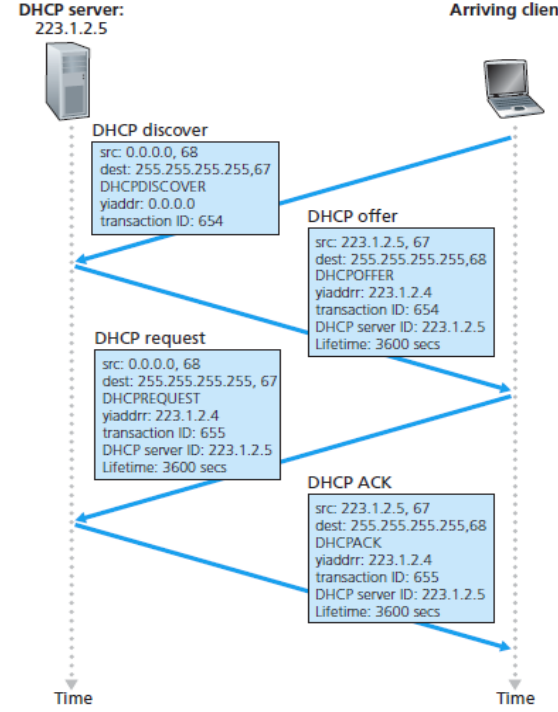 DHCP server:
223.1.2.5
Arriving clien
DHCP discover
src: 0.0.0.0, 68
dest: 255.255.255.255,67
DHCPDISCOVER
yiaddr: 0.0.0.0
transaction ID: 654
DHCP offer
src: 223.1.2.5, 67
dest: 255.255.255.255,68
DHCPOFFER
yiaddrr: 223.1.2.4
transaction ID: 654
DHCP server ID: 223.1.2.5
Lifetime: 3600 secs
DHCP request
src: 0.0.0.0, 68
dest: 255.255.255.255, 67
DHCPREQUEST
yiaddrr: 223.1.2.4
transaction ID: 655
DHCP server ID: 223.1.2.5
Lifetime: 3600 secs
DHCP ACK
src: 223.1.2.5, 67
dest: 255.255.255.255,68
DHCPACK
yiaddrr: 223.1.2.4
transaction ID: 655
DHCP server ID: 223.1.2.5
Lifetime: 3600 secs
Time
Time